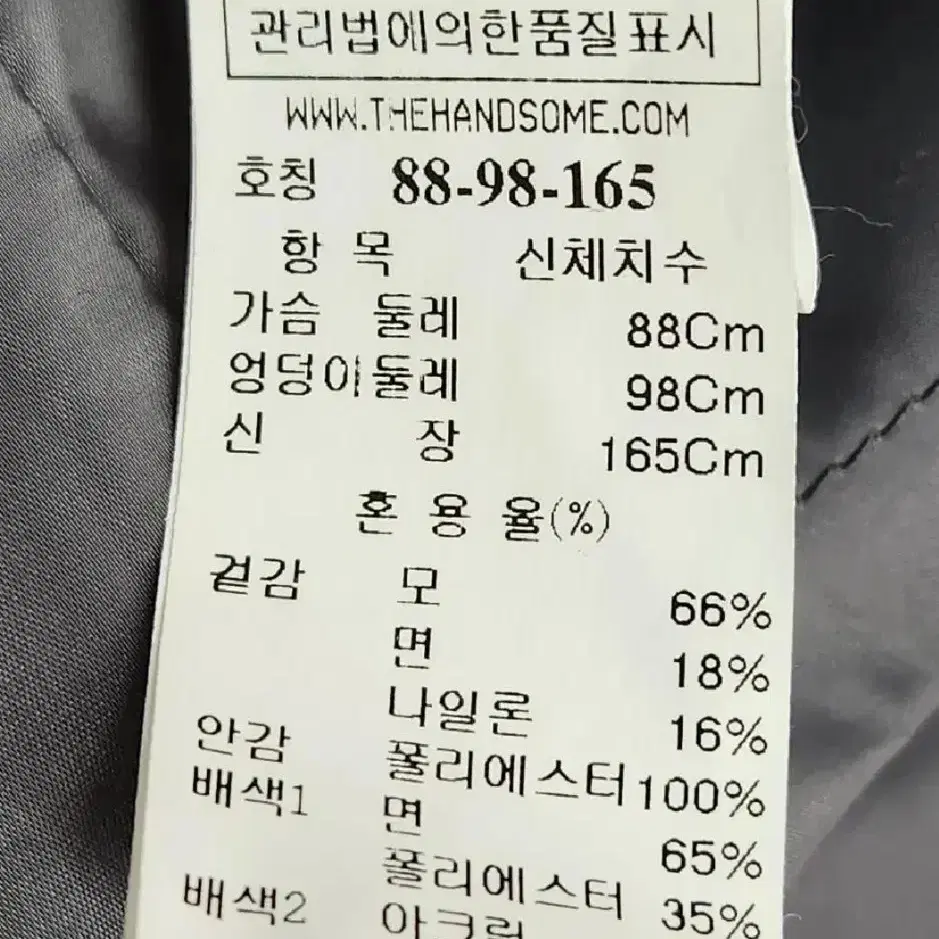 관리법에의한품질표시
WWW.THEHANDSOME.COM
호칭 88-98-165
항 목 신체치수
가슴 둘레 88Cm
엉덩이둘레 98Cm
신 장 165Cm
혼 용 율(%)
겉감 모 66%
면 18%
나일론 16%
안감 폴리에스터 100%
배색1 면 65%
폴리에스터 35%
배색2